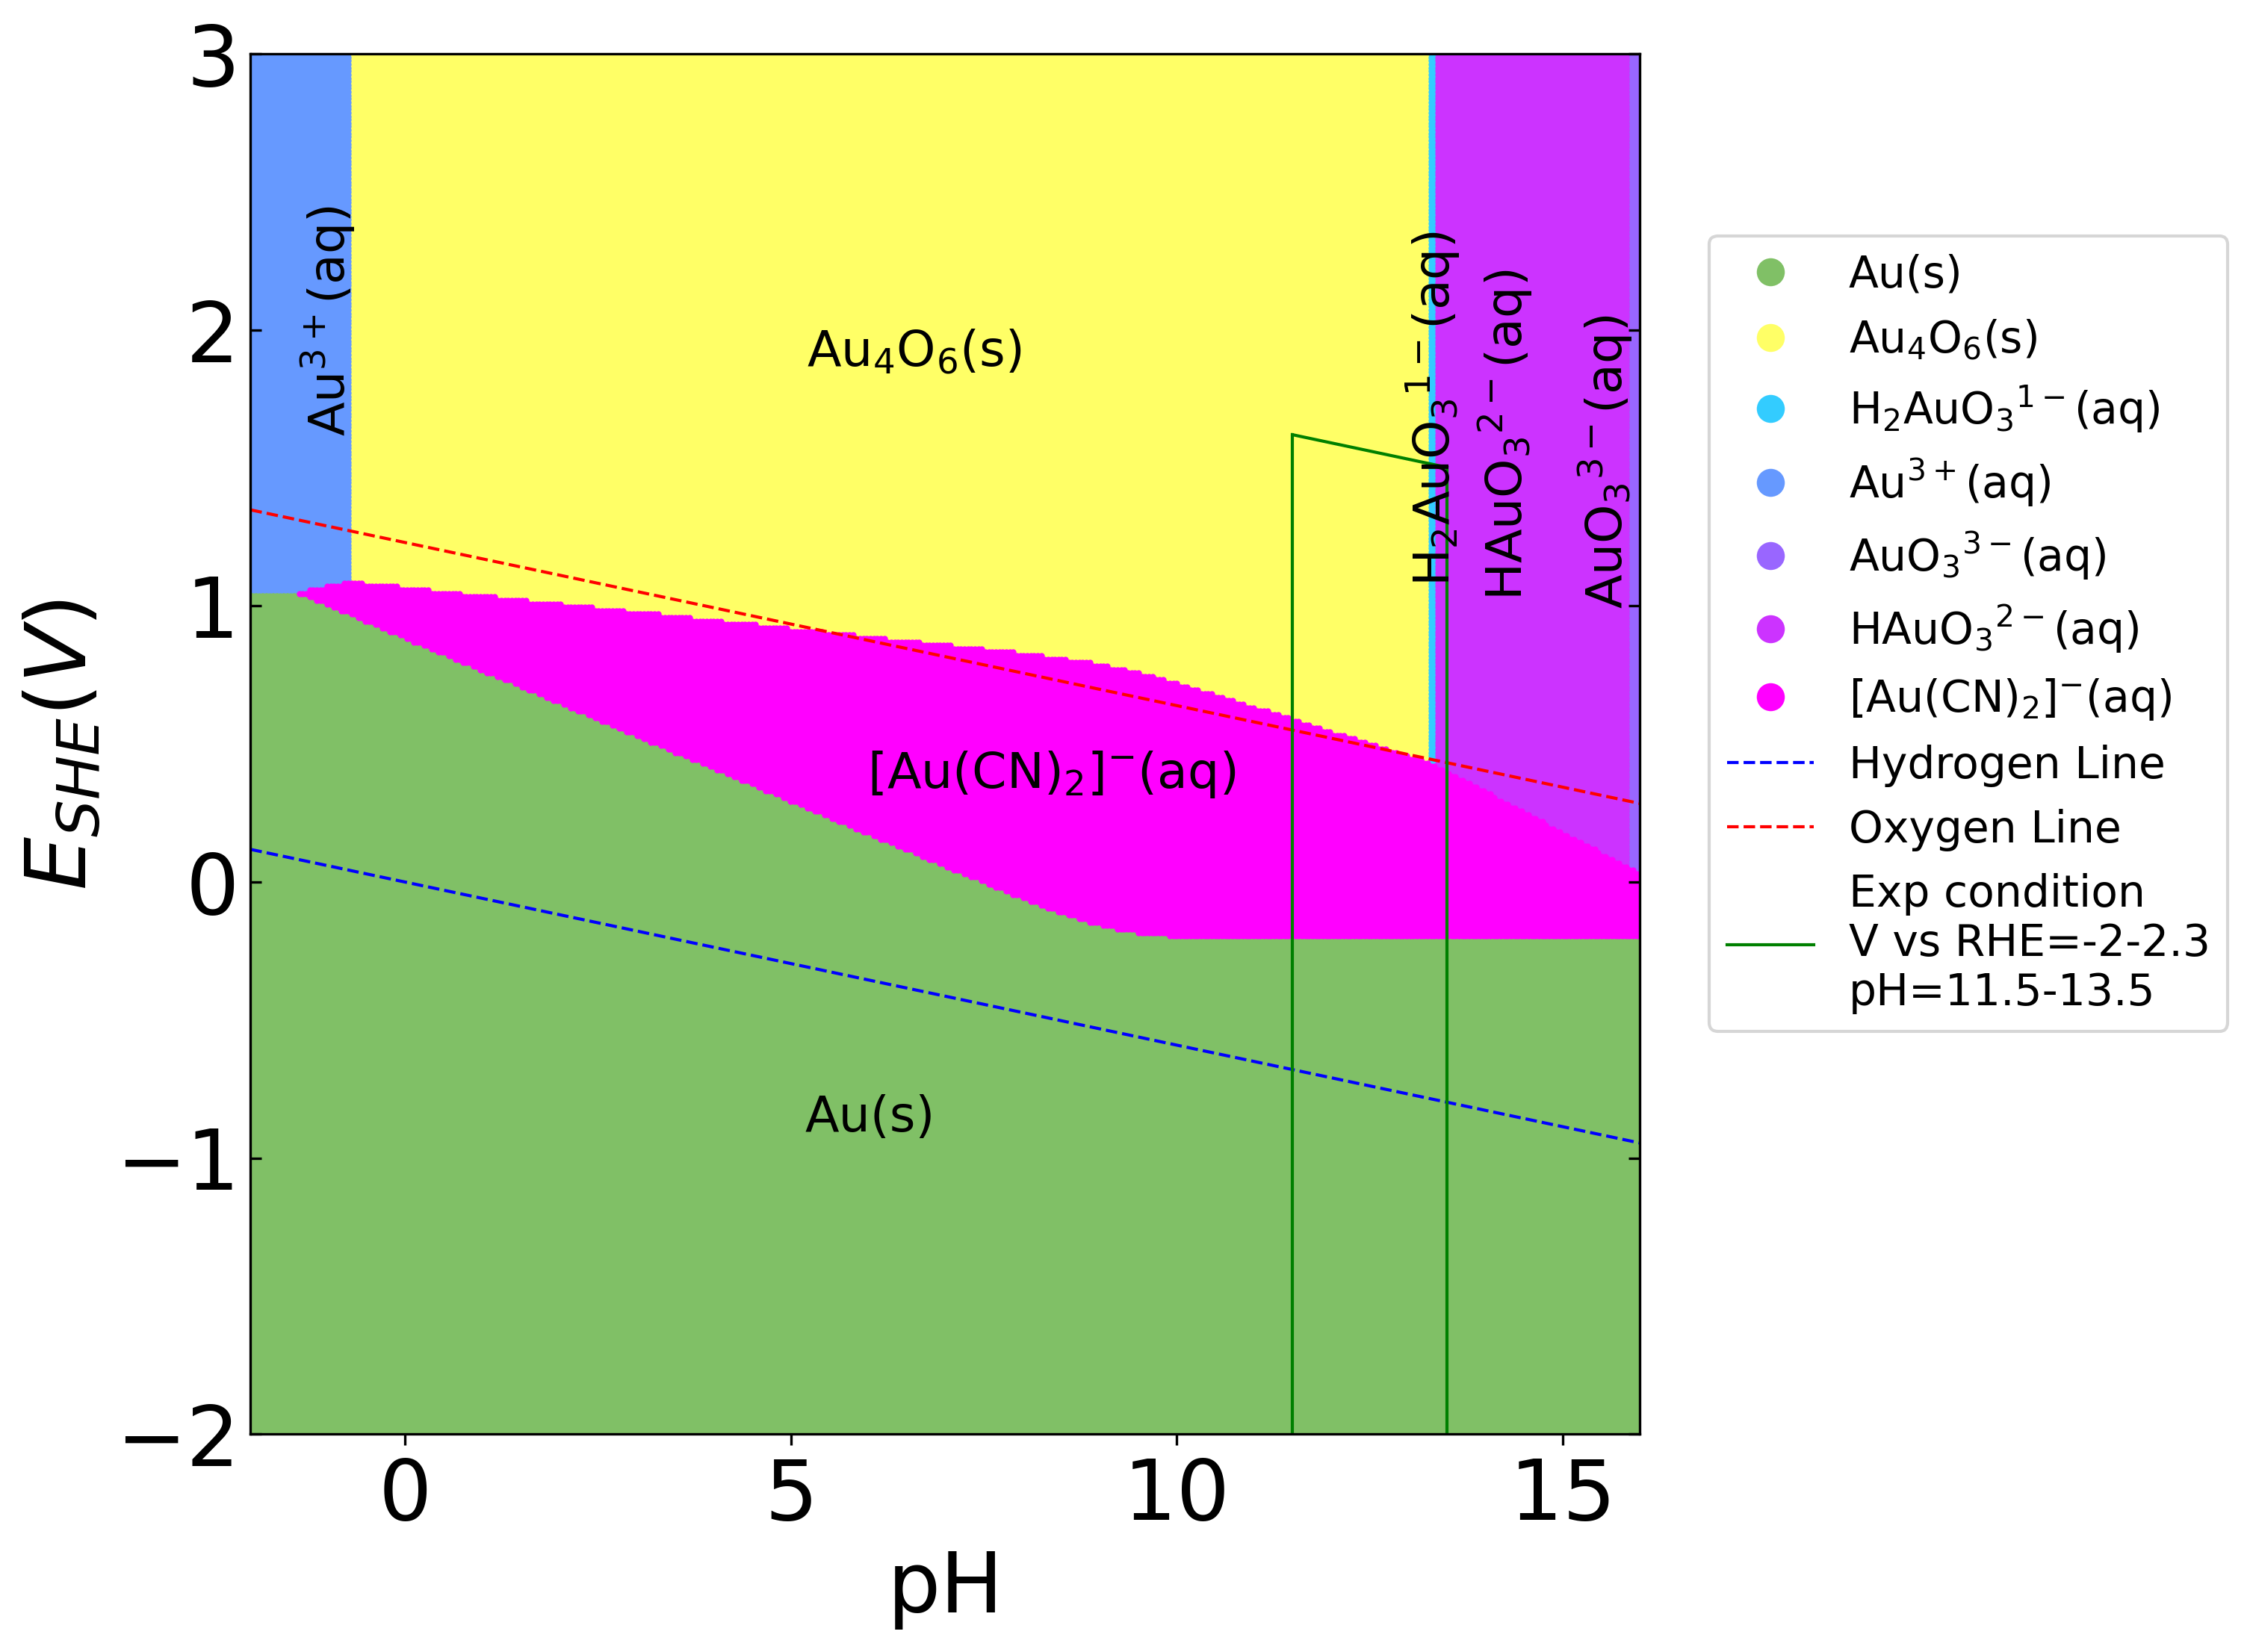 3
2
1
0
−1
−2
E_{SHE}(V)
0
5
10
15
pH
Au³⁺(aq)
Au₄O₆(s)
H₂AuO₃¹⁻(aq)
HAuO₃²⁻(aq)
AuO₃³⁻(aq)
[Au(CN)₂]⁻(aq)
Au(s)
Au(s)
Au₄O₆(s)
H₂AuO₃¹⁻(aq)
Au³⁺(aq)
AuO₃³⁻(aq)
HAuO₃²⁻(aq)
[Au(CN)₂]⁻(aq)
Hydrogen Line
Oxygen Line
Exp condition
V vs RHE=-2-2.3
pH=11.5-13.5